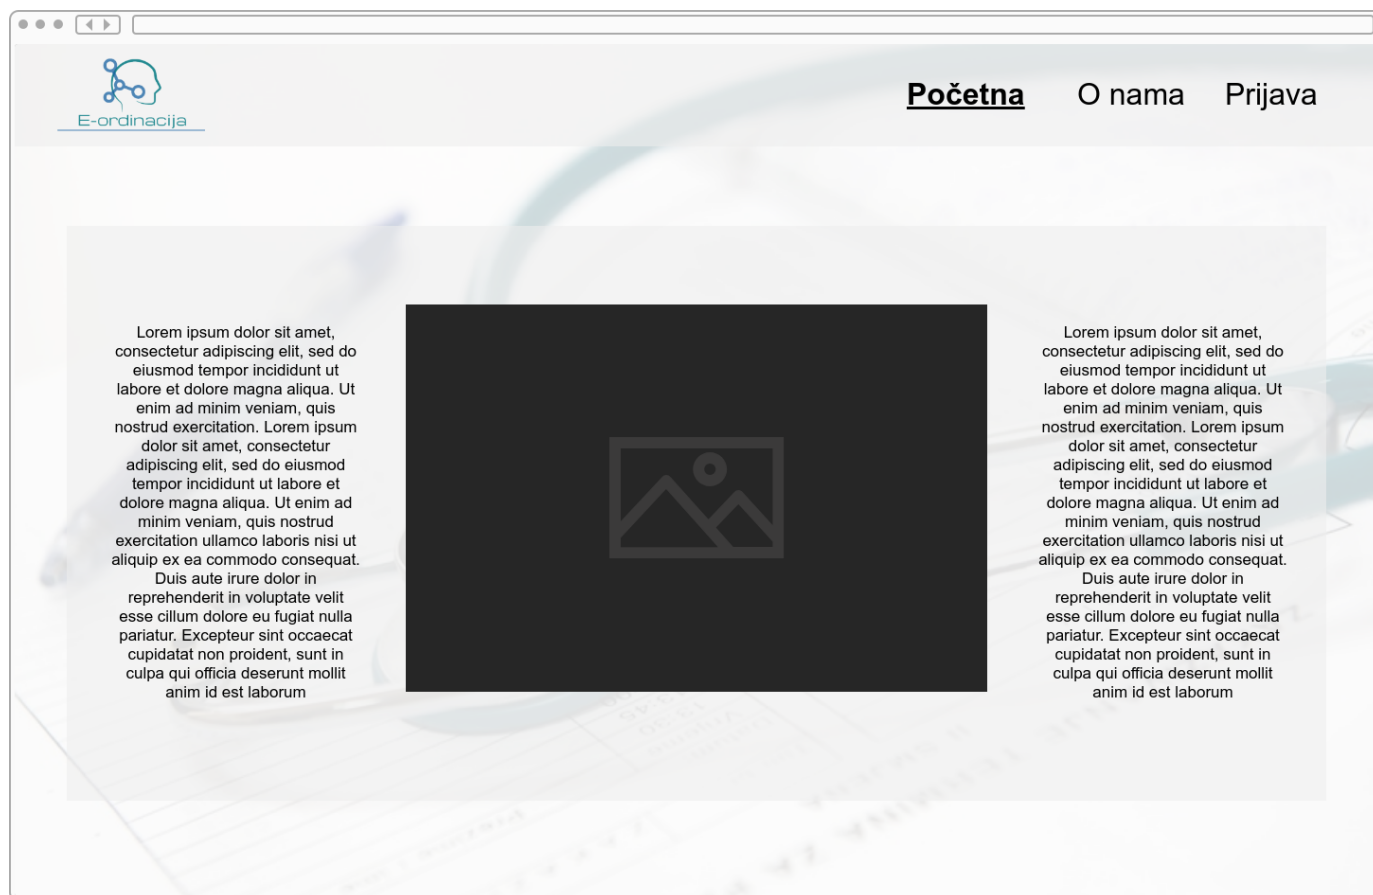 E-ordinacija
Početna
O nama
Prijava
Lorem ipsum dolor sit amet,
consectetur adipiscing elit, sed do
eiusmod tempor incididunt ut
labore et dolore magna aliqua. Ut
enim ad minim veniam, quis
nostrud exercitation. Lorem ipsum
dolor sit amet, consectetur
adipiscing elit, sed do eiusmod
tempor incididunt ut labore et
dolore magna aliqua. Ut enim ad
minim veniam, quis nostrud
exercitation ullamco laboris nisi ut
aliquip ex ea commodo consequat.
Duis aute irure dolor in
reprehenderit in voluptate velit
esse cillum dolore eu fugiat nulla
pariatur. Excepteur sint occaecat
cupidatat non proident, sunt in
culpa qui officia deserunt mollit
anim id est laborum
Lorem ipsum dolor sit amet,
consectetur adipiscing elit, sed do
eiusmod tempor incididunt ut
labore et dolore magna aliqua. Ut
enim ad minim veniam, quis
nostrud exercitation. Lorem ipsum
dolor sit amet, consectetur
adipiscing elit, sed do eiusmod
tempor incididunt ut labore et
dolore magna aliqua. Ut enim ad
minim veniam, quis nostrud
exercitation ullamco laboris nisi ut
aliquip ex ea commodo consequat.
Duis aute irure dolor in
reprehenderit in voluptate velit
esse cillum dolore eu fugiat nulla
pariatur. Excepteur sint occaecat
cupidatat non proident, sunt in
culpa qui officia deserunt mollit
anim id est laborum